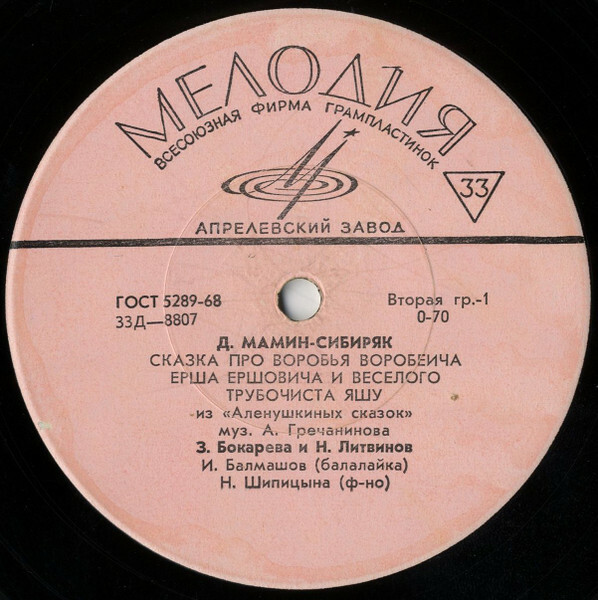 МЕЛОДИЯ
ВСЕСОЮЗНАЯ ФИРМА ГРАМПЛАСТИНОК
33
АПРЕЛЕВСКИЙ ЗАВОД
ГОСТ 5289-68 Вторая гр.-1
33Д—8807 0-70
Д. МАМИН-СИБИРЯК
СКАЗКА ПРО ВОРОБЬЯ ВОРОБЕИЧА
ЕРША ЕРШОВИЧА И ВЕСЕЛОГО
ТРУБОЧИСТА ЯШУ
из «Аленушкиных сказок»
муз. А. Гречанинова
З. Бокарева и Н. Литвинов
И. Балмашов (балалайка)
Н. Шипицына (ф-но)